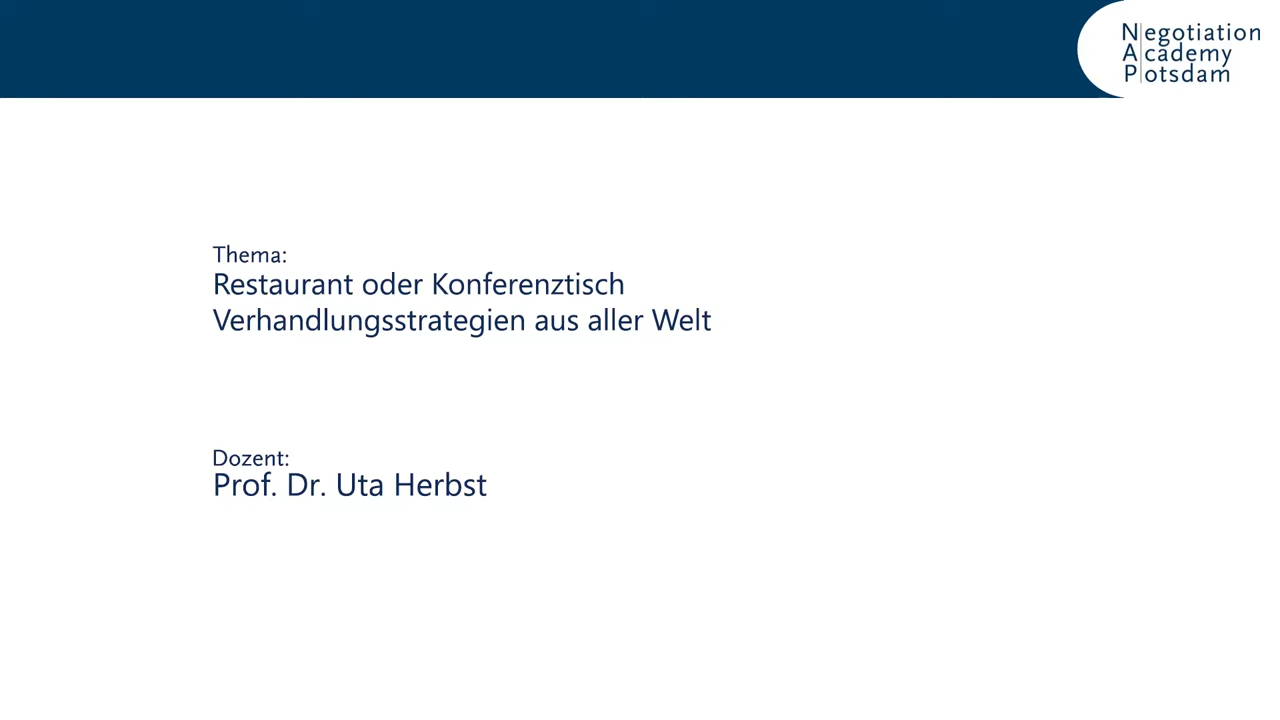 Negotiation
Academy
Potsdam
Thema:
Restaurant oder Konferenztisch
Verhandlungsstrategien aus aller Welt
Dozent:
Prof. Dr. Uta Herbst